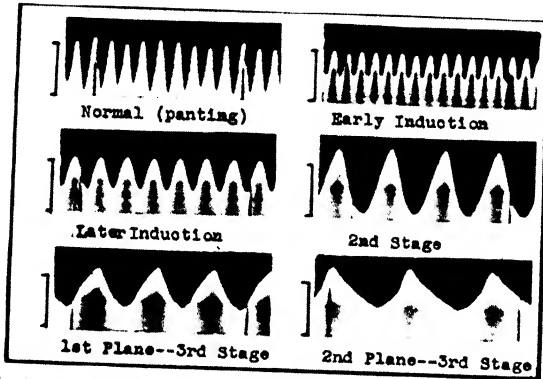 Normal (panting)
Early Induction
Later Induction
2nd Stage
1st Plane--3rd Stage
2nd Plane--3rd Stage